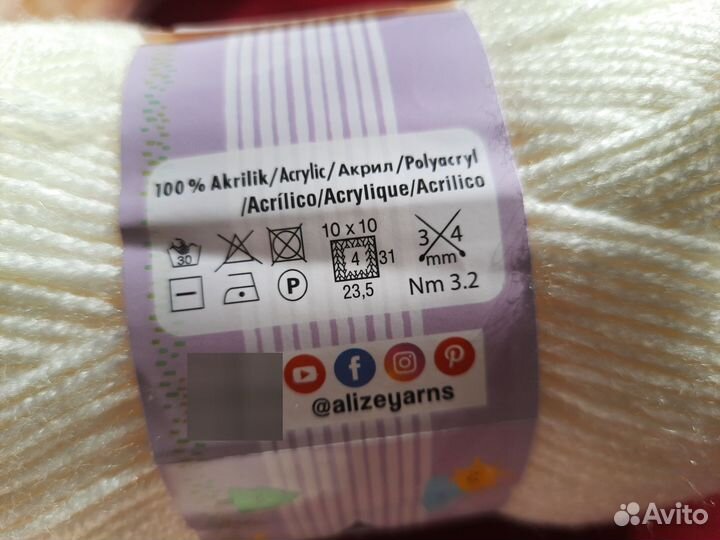 100 % Akrilik/Acrylic/Акрил/Polyacryl
/Acrílico/Acrylique/Acrilico
30
P
10 x 10
4
31
23,5
3 4
mm
Nm 3.2
@alizeyarns
Avito